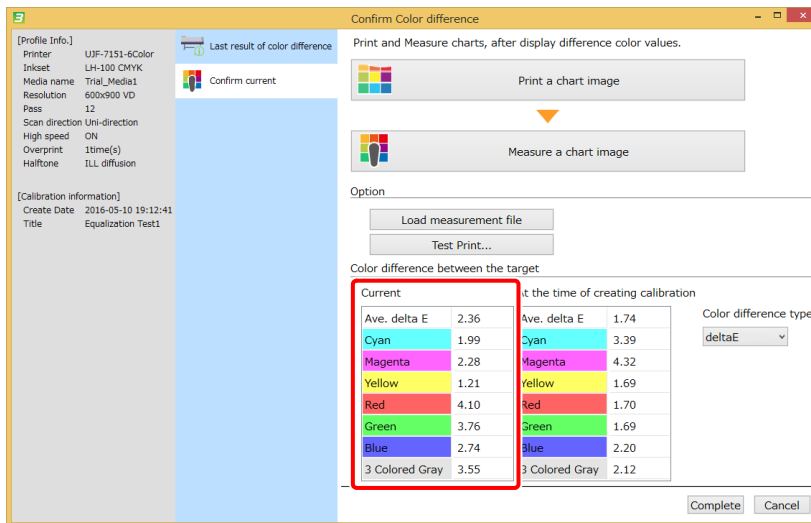 Confirm Color difference
[Profile Info.]
Printer UJF-7151-6Color
Inkset LH-100 CMYK
Media name Trial_Media1
Resolution 600x900 VD
Pass 12
Scan direction Uni-direction
High speed ON
Overprint 1time(s)
Halftone ILL diffusion
[Calibration information]
Create Date 2016-05-10 19:12:41
Title Equalization Test1
Last result of color difference
Confirm current
Print and Measure charts, after display difference color values.
Print a chart image
Measure a chart image
Option
Load measurement file
Test Print...
Color difference between the target
Current
Ave. delta E 2.36
Cyan 1.99
Magenta 2.28
Yellow 1.21
Red 4.10
Green 3.76
Blue 2.74
3 Colored Gray 3.55
t the time of creating calibration
Ave. delta E 1.74
Cyan 3.39
Magenta 4.32
Yellow 1.69
Red 1.70
Green 1.69
Blue 2.20
3 Colored Gray 2.12
Color difference type
deltaE
Complete
Cancel